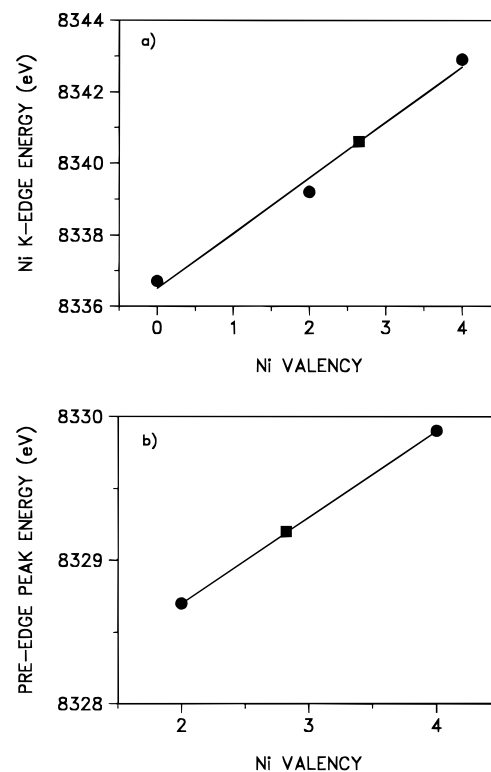 a)
8344
8342
8340
8338
8336
Ni K-EDGE ENERGY (eV)
0 1 2 3 4
Ni VALENCY
b)
8330
8329
8328
PRE-EDGE PEAK ENERGY (eV)
2 3 4
Ni VALENCY